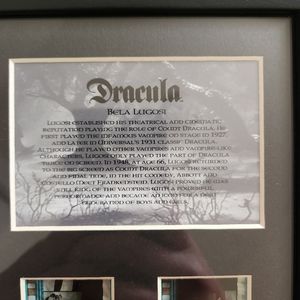 Dracula
BELA LUGOSI
LUGOSI ESTABLISHED HIS THEATRICAL AND CINEMATIC
REPUTATION PLAYING THE ROLE OF COUNT DRACULA. HE
FIRST PLAYED THE INFAMOUS VAMPIRE ON STAGE IN 1927,
AND LATER IN UNIVERSAL'S 1931 CLASSIC "DRACULA".
ALTHOUGH HE PLAYED OTHER VAMPIRES AND VAMPIRE-LIKE
CHARACTERS, LUGOSI ONLY PLAYED THE PART OF DRACULA
TWICE ON SCREEN. IN 1948, AT AGE 66, LUGOSI RETURNED
TO THE BIG SCREEN AS COUNT DRACULA FOR THE SECOND
AND FINAL TIME, IN THE HIT COMEDY, ABBOTT AND
COSTELLO MEET FRANKENSTEIN. LUGOSI PROVED HE WAS
STILL KING OF THE VAMPIRES WITH A POWERFUL
PERFORMANCE AND BECAME AN ICON FOR A NEW
GENERATION OF BOYS AND GIRLS.